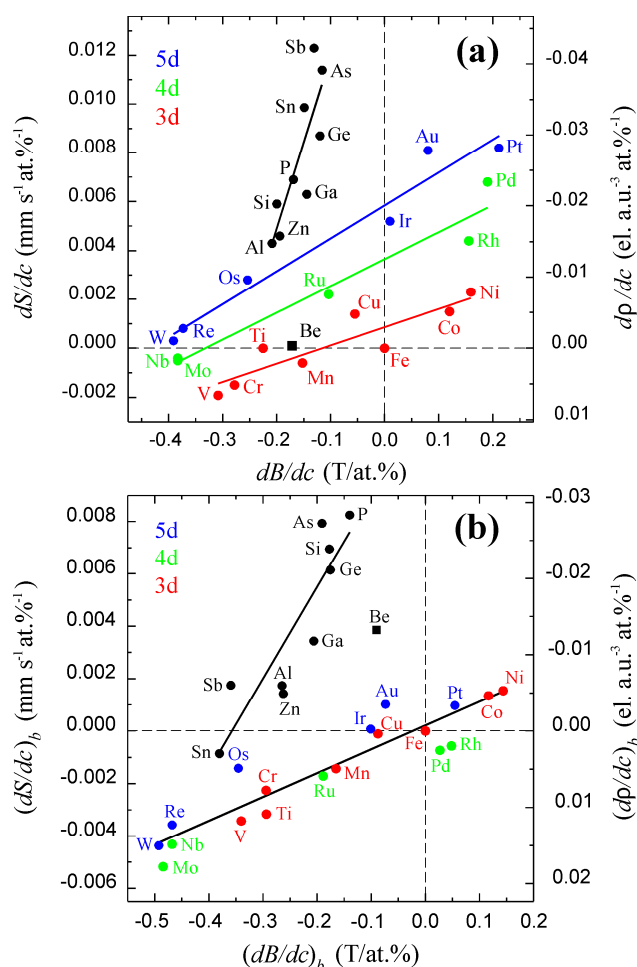 (a)
5d
4d
3d
Sb
As
Sn
Ge
P
Si
Ga
Zn
Al
Au
Pt
Pd
Ir
Rh
Os
Ru
Ni
Cu
Co
W
Re
Ti
Be
Fe
Nb
Mo
Mn
V
Cr
0.012
0.010
0.008
0.006
0.004
0.002
0.000
-0.002
dS/dc (mm s⁻¹ at.%⁻¹)
-0.04
-0.03
-0.02
-0.01
0.00
0.01
dρ/dc (el. a.u.⁻³ at.%⁻¹)
-0.4 -0.3 -0.2 -0.1 0.0 0.1 0.2
dB/dc (T/at.%)
(b)
5d
4d
3d
As
P
Si
Ge
Be
Ga
Sb
Al
Zn
Au
Pt
Ni
Co
Sn
Ir
Cu
Fe
Rh
Pd
Os
Cr
Ru
Mn
Re
V
Ti
W
Nb
Mo
0.008
0.006
0.004
0.002
0.000
-0.002
-0.004
-0.006
(dS/dc)b (mm s⁻¹ at.%⁻¹)
-0.03
-0.02
-0.01
0.00
0.01
0.02
(dρ/dc)b (el. a.u.⁻³ at.%⁻¹)
-0.5 -0.4 -0.3 -0.2 -0.1 0.0 0.1 0.2
(dB/dc)b (T/at.%)